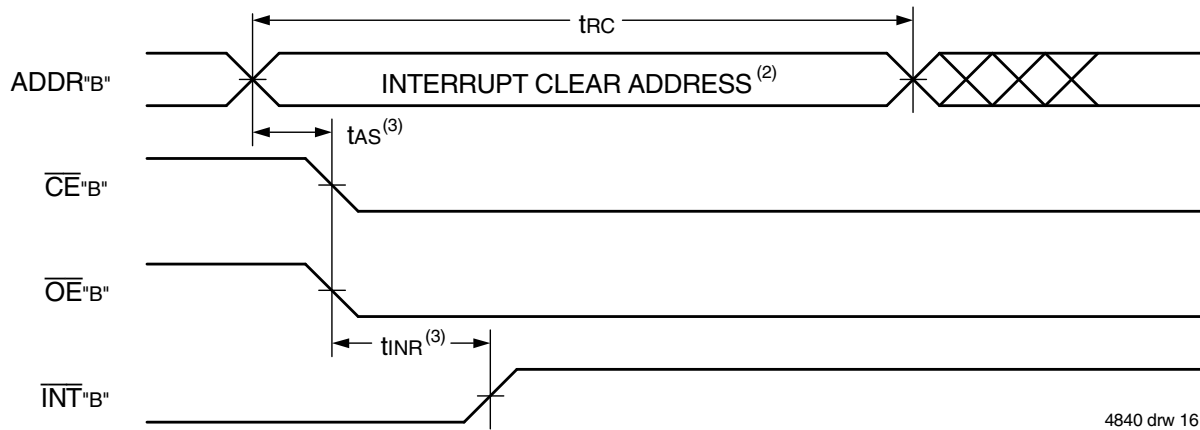 tRC
ADDR"B"
INTERRUPT CLEAR ADDRESS (2)
tAS(3)
CE"B"
OE"B"
tINR(3)
INT"B"
4840 drw 16